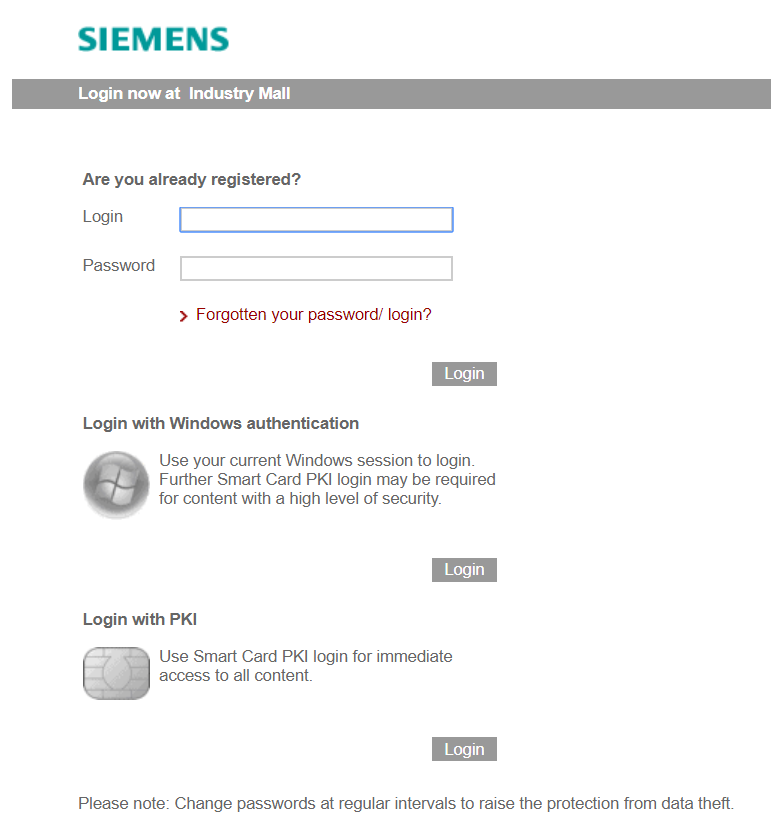 SIEMENS
Login now at Industry Mall
Are you already registered?
Login
Password
Forgotten your password/ login?
Login
Login with Windows authentication
Use your current Windows session to login.
Further Smart Card PKI login may be required
for content with a high level of security.
Login
Login with PKI
Use Smart Card PKI login for immediate
access to all content.
Login
Please note: Change passwords at regular intervals to raise the protection from data theft.